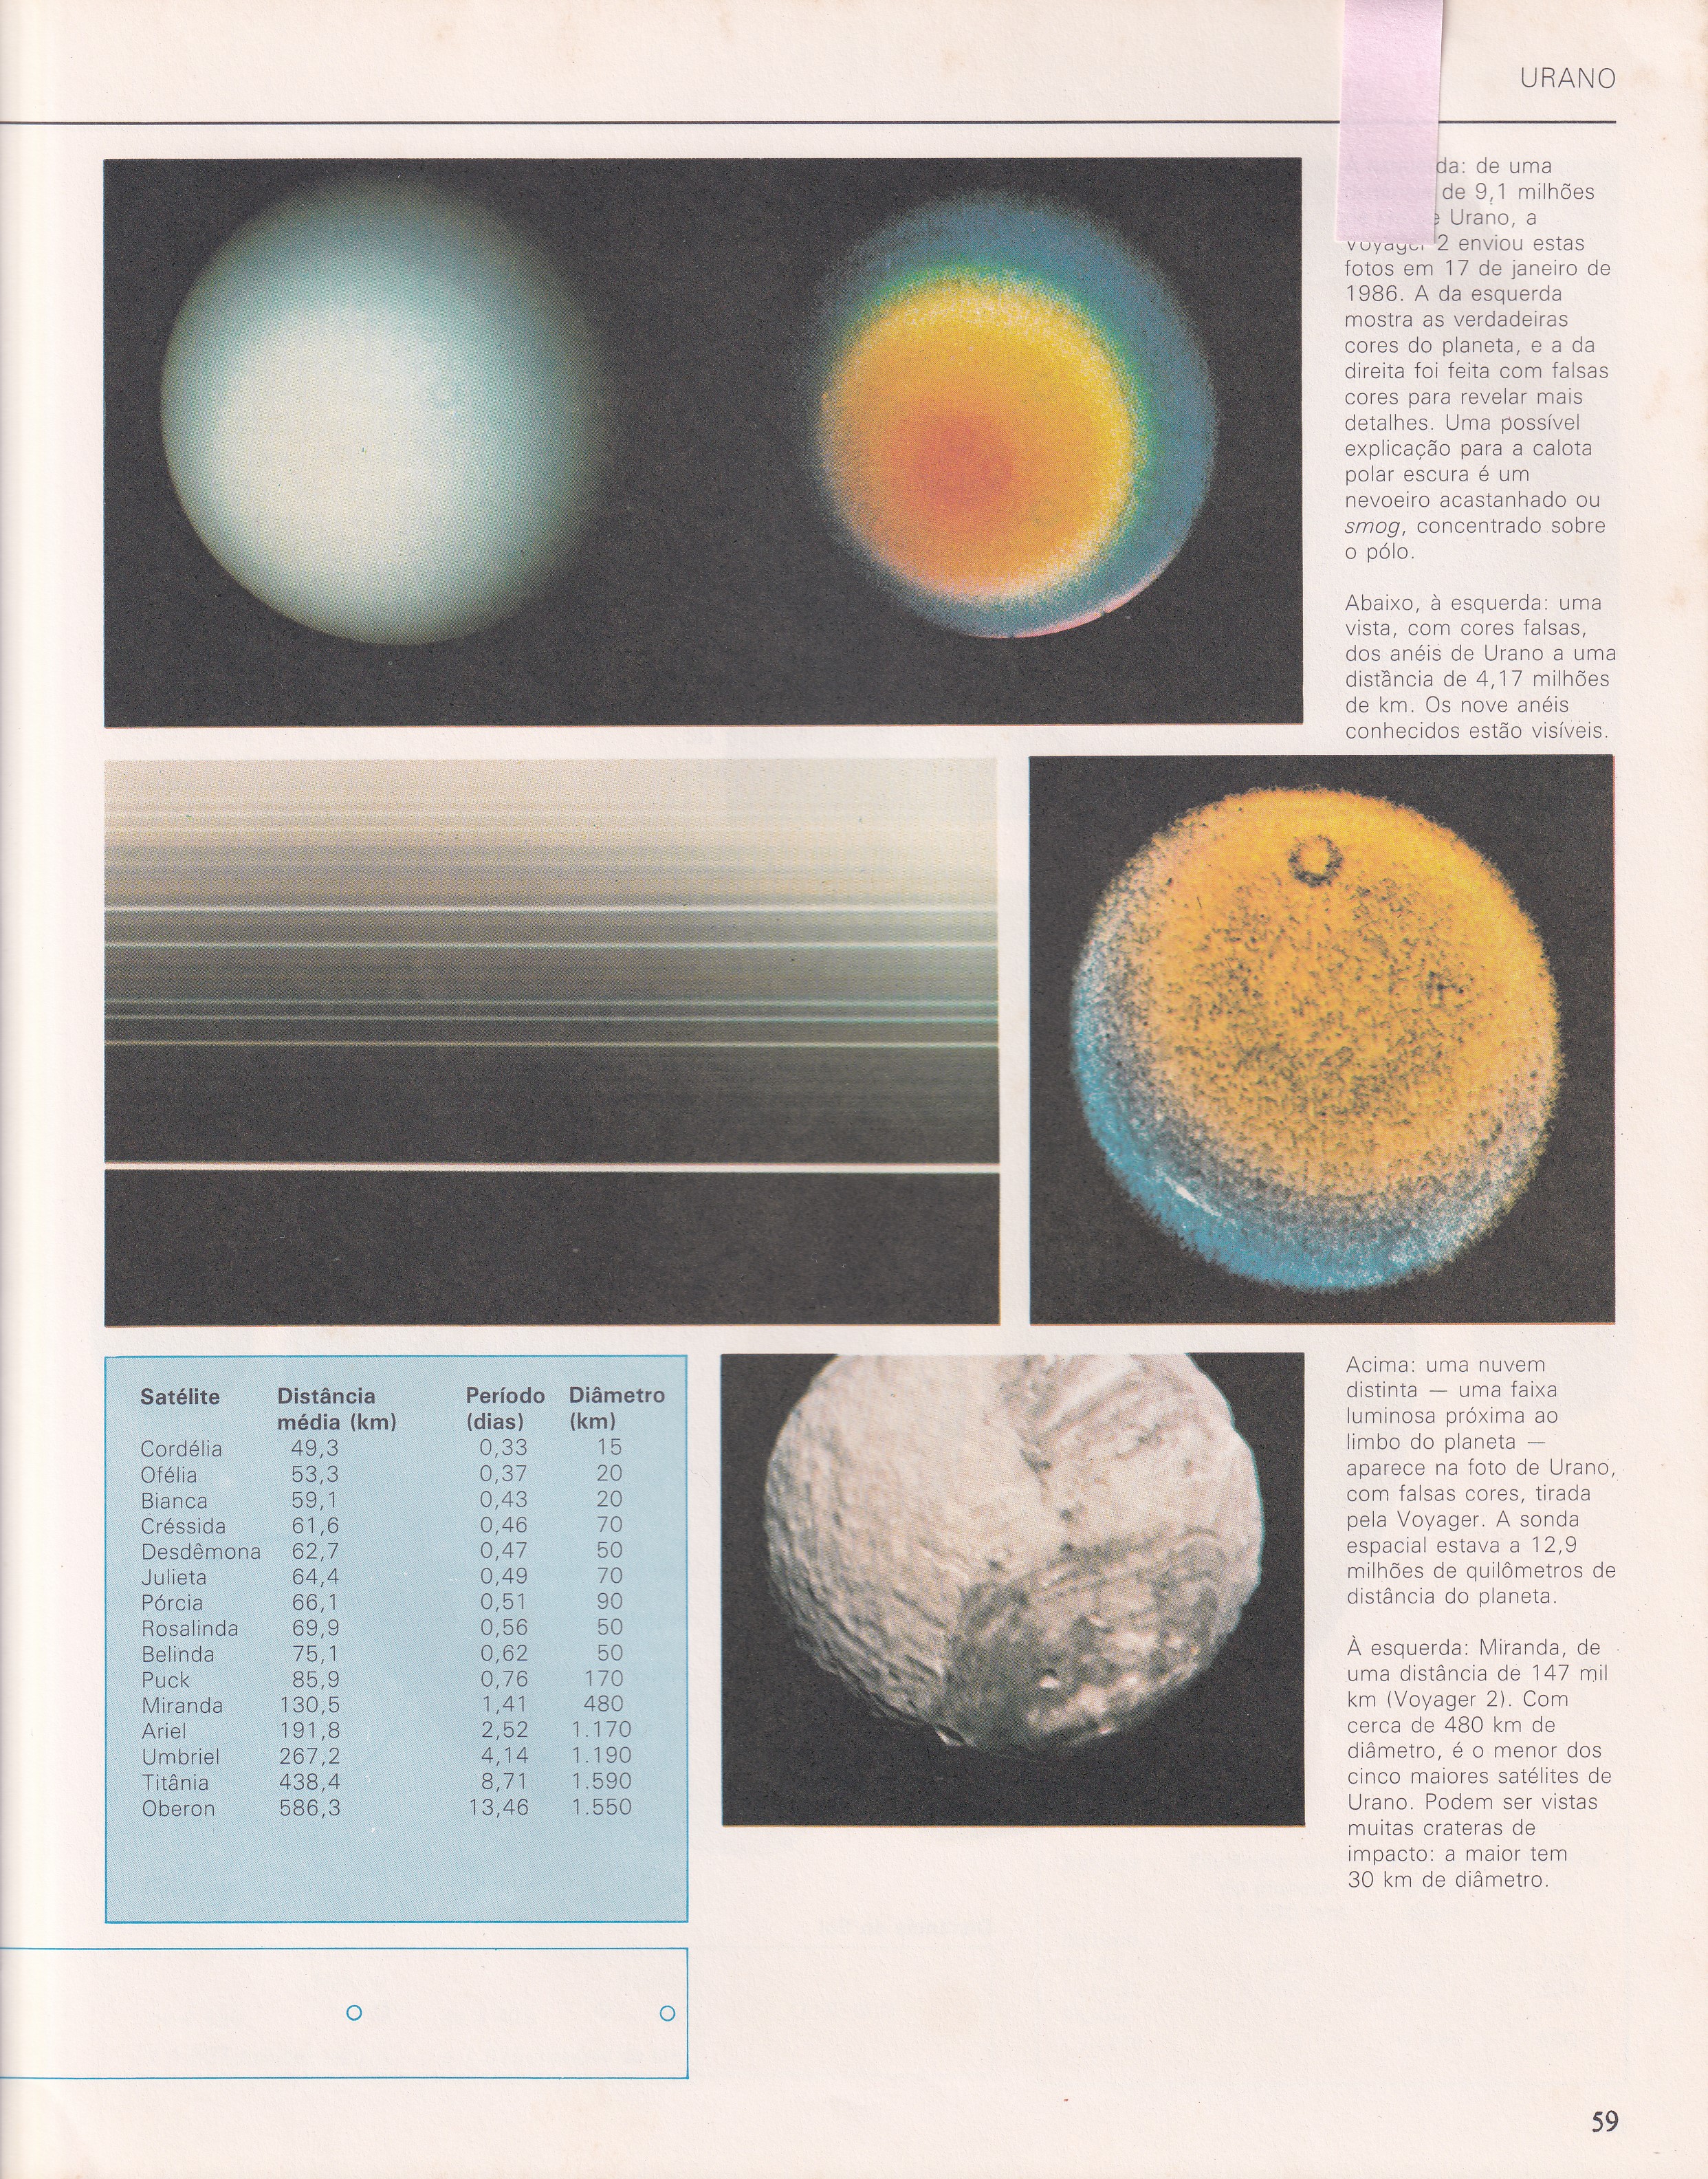 URANO
da: de uma
de 9,1 milhões
e Urano, a
Voyager 2 enviou estas
fotos em 17 de janeiro de
1986. A da esquerda
mostra as verdadeiras
cores do planeta, e a da
direita foi feita com falsas
cores para revelar mais
detalhes. Uma possível
explicação para a calota
polar escura é um
nevoeiro acastanhado ou
smog, concentrado sobre
o pólo.
Abaixo, à esquerda: uma
vista, com cores falsas,
dos anéis de Urano a uma
distância de 4,17 milhões
de km. Os nove anéis
conhecidos estão visíveis.
Satélite Distância Período Diâmetro
média (km) (dias) (km)
Cordélia 49,3 0,33 15
Ofélia 53,3 0,37 20
Bianca 59,1 0,43 20
Créssida 61,6 0,46 70
Desdêmona 62,7 0,47 50
Julieta 64,4 0,49 70
Pórcia 66,1 0,51 90
Rosalinda 69,9 0,56 50
Belinda 75,1 0,62 50
Puck 85,9 0,76 170
Miranda 130,5 1,41 480
Ariel 191,8 2,52 1.170
Umbriel 267,2 4,14 1.190
Titânia 438,4 8,71 1.590
Oberon 586,3 13,46 1.550
Acima: uma nuvem
distinta — uma faixa
luminosa próxima ao
limbo do planeta —
aparece na foto de Urano,
com falsas cores, tirada
pela Voyager. A sonda
espacial estava a 12,9
milhões de quilômetros de
distância do planeta.
À esquerda: Miranda, de
uma distância de 147 mil
km (Voyager 2). Com
cerca de 480 km de
diâmetro, é o menor dos
cinco maiores satélites de
Urano. Podem ser vistas
muitas crateras de
impacto: a maior tem
30 km de diâmetro.
59